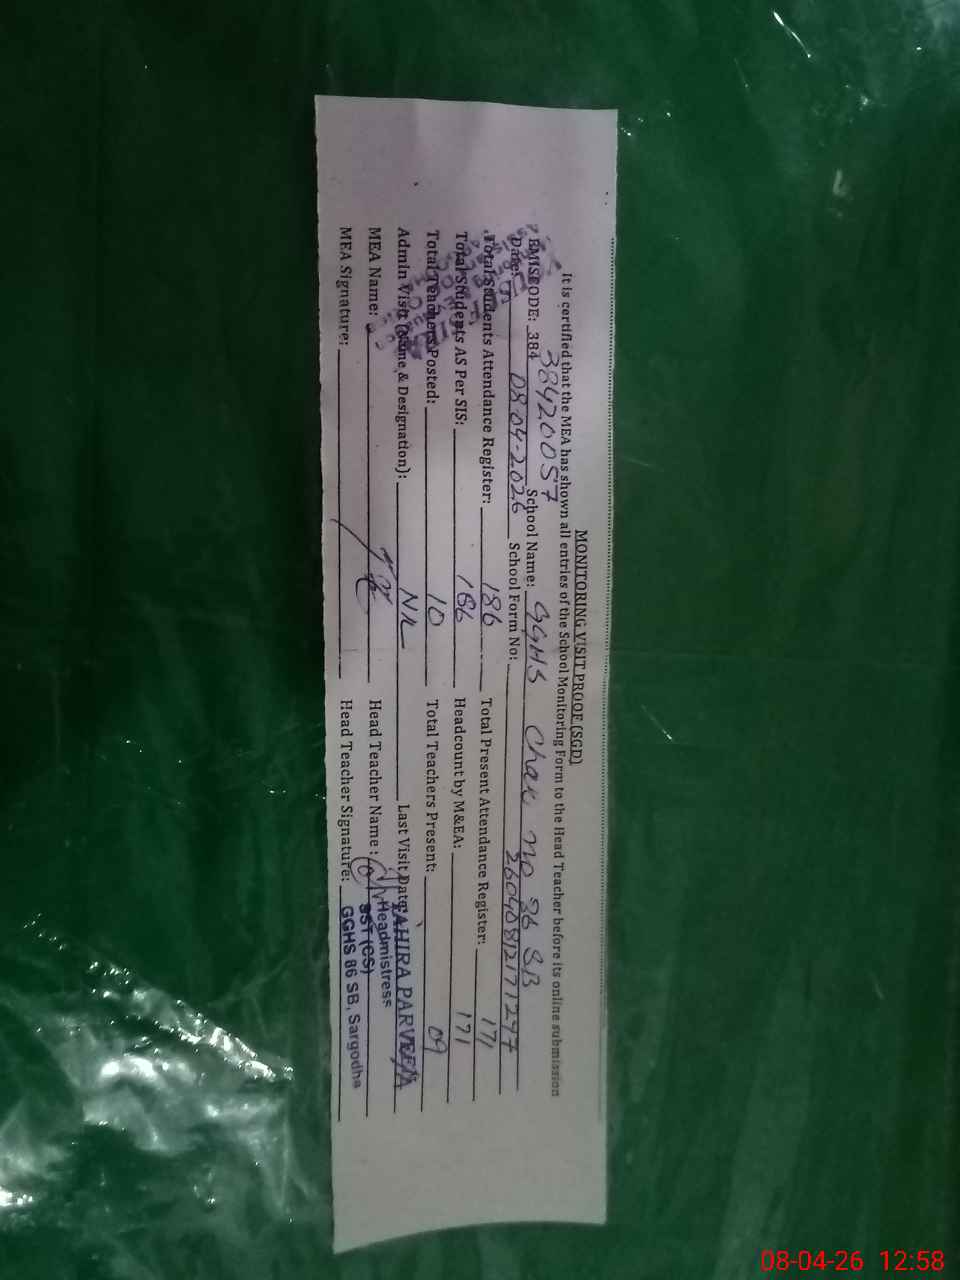 MONITORING VISIT PROOF (SGD)
It is certified that the MEA has shown all entries of the School Monitoring Form to the Head Teacher before its online submission
38420057
EMISCODE: 384 School Name: GGHS Chak no 86 SB
Date: 08-04-2026 School Form No: 26040812171297
Total Students Attendance Register: 186 Total Present Attendance Register: 171
Total Students AS Per SIS: 186 Headcount by M&EA: 171
Total Teachers Posted: 10 Total Teachers Present: 09
Admin Visit (Name & Designation): NIL Last Visit Date:
MEA Name: Head Teacher Name:
MEA Signature: Head Teacher Signature:
TAHIRA PARVEEN
Headmistress
SST (CS)
GGHS 86 SB, Sargodha
08-04-26 12:58